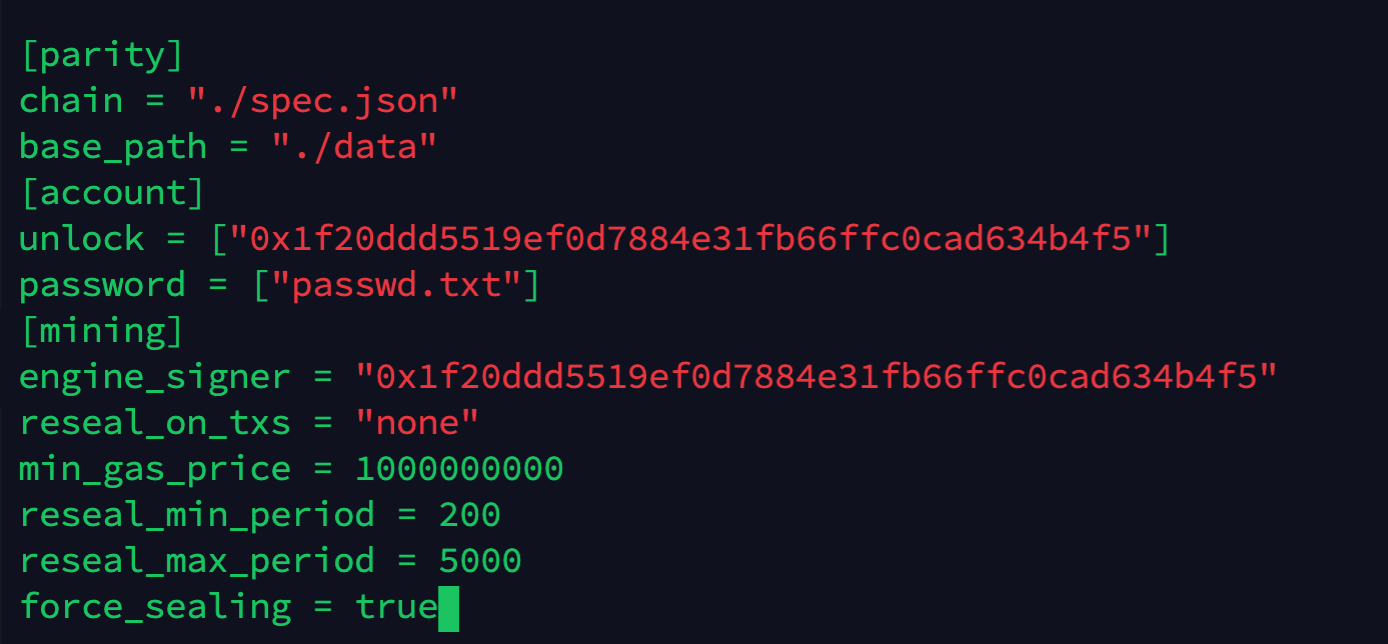 [parity]
chain = "./spec.json"
base_path = "./data"
[account]
unlock = ["0x1f20ddd5519ef0d7884e31fb66ffc0cad634b4f5"]
password = ["passwd.txt"]
[mining]
engine_signer = "0x1f20ddd5519ef0d7884e31fb66ffc0cad634b4f5"
reseal_on_txs = "none"
min_gas_price = 1000000000
reseal_min_period = 200
reseal_max_period = 5000
force_sealing = true